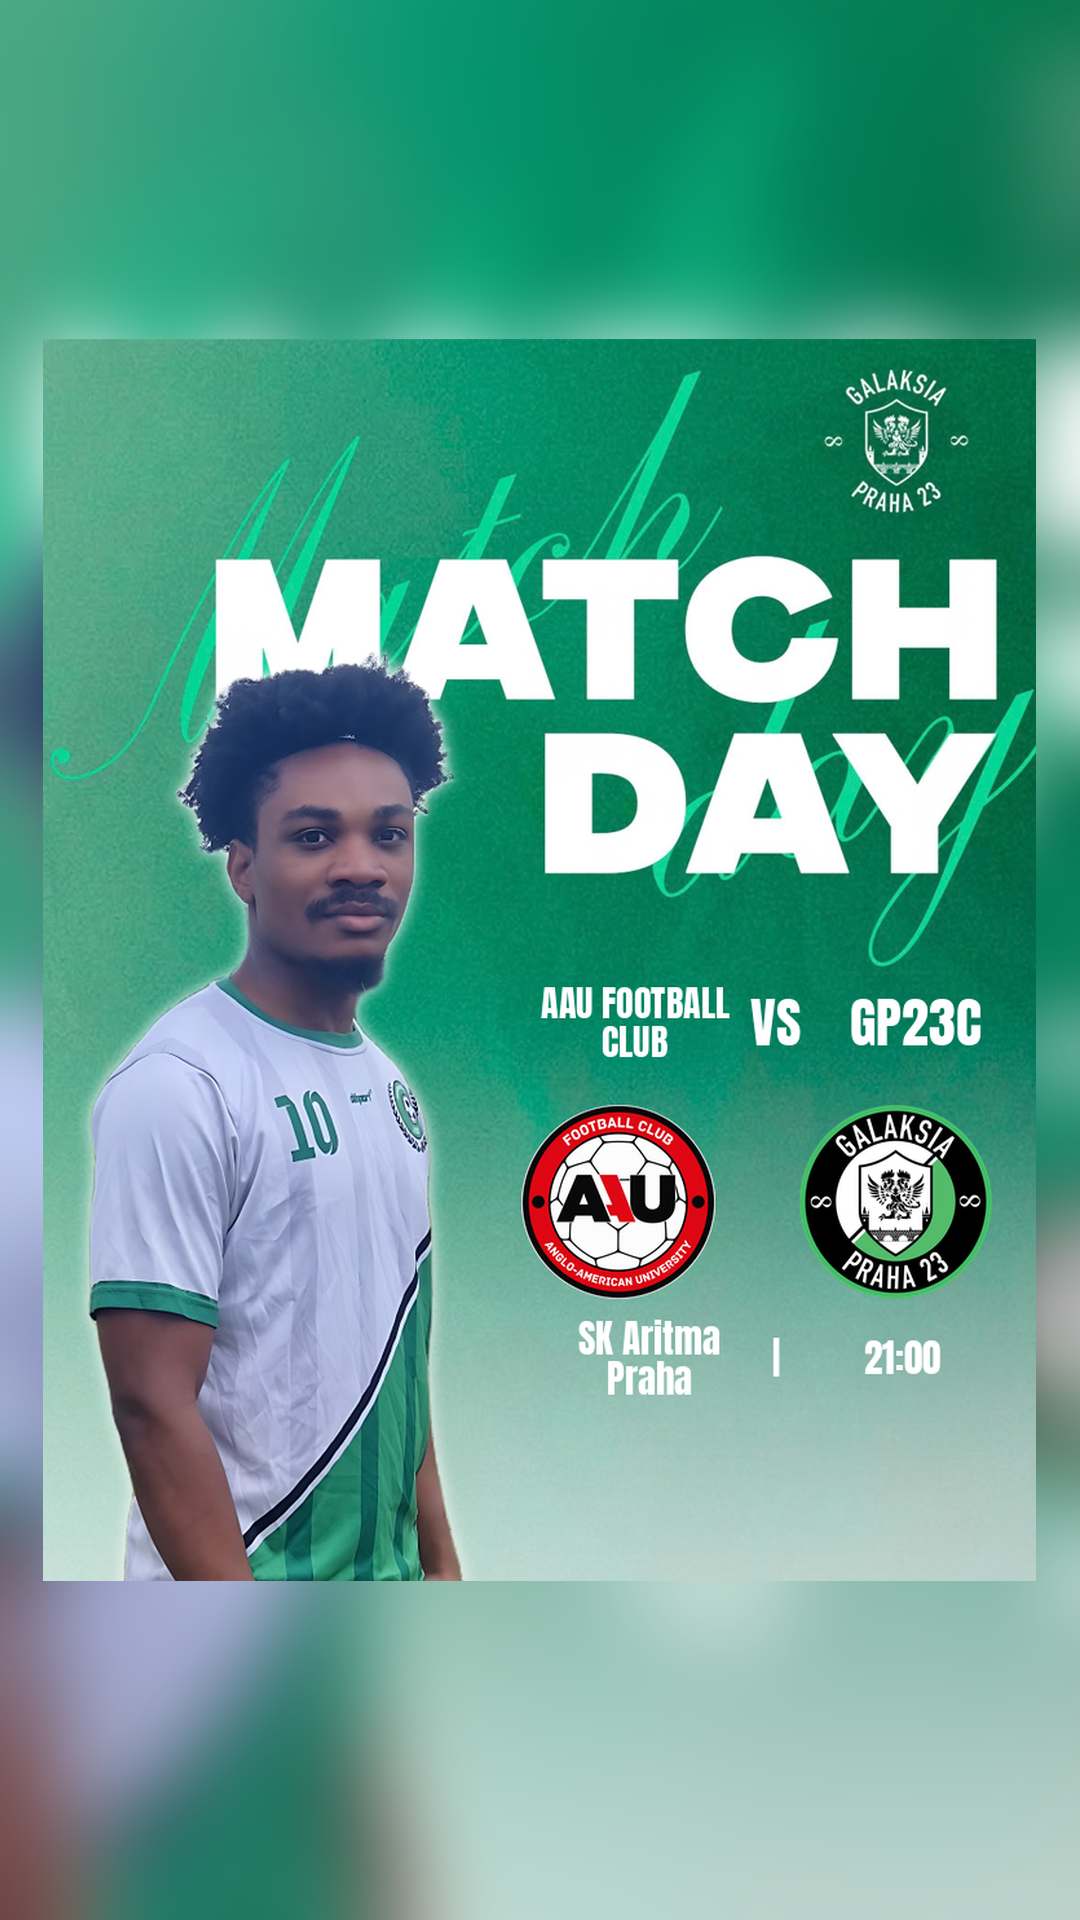 GALAKSIA
PRAHA 23
Match
MATCH
day
DAY
AAU FOOTBALL
CLUB
VS
GP23C
10
FOOTBALL CLUB
AAU
ANGLO-AMERICAN UNIVERSITY
GALAKSIA
PRAHA 23
SK Aritma
Praha
|
21:00